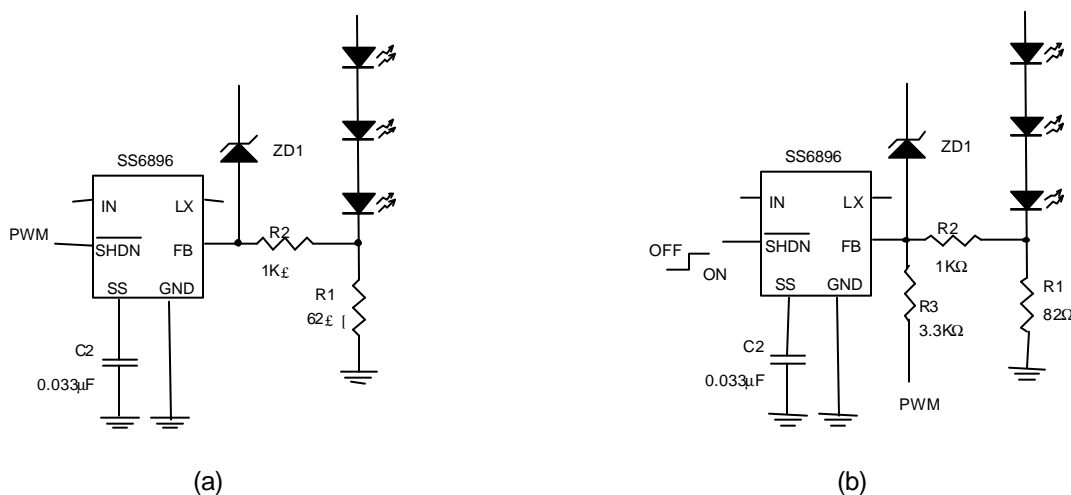 SS6896
ZD1
IN
LX
PWM
SHDN
FB
R2
1K£
SS
GND
R1
62£ [
C2
0.033µF
(a)
SS6896
ZD1
IN
LX
OFF
ON
SHDN
FB
R2
1KΩ
SS
GND
R3
3.3KΩ
R1
82Ω
C2
0.033µF
PWM
(b)